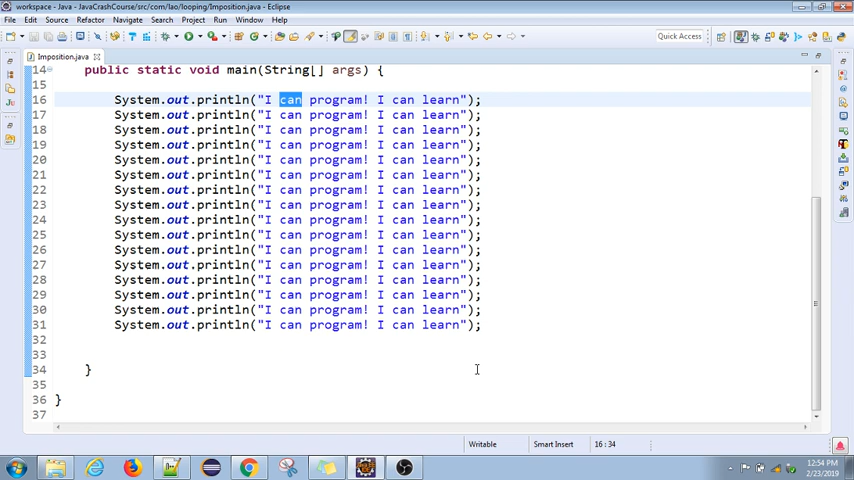 workspace - Java - JavaCrashCourse/src/com/lao/looping/Imposition.java - Eclipse
File Edit Source Refactor Navigate Search Project Run Window Help
Quick Access
Imposition.java
14 public static void main(String[] args) {
15
16 System.out.println("I can program! I can learn");
17 System.out.println("I can program! I can learn");
18 System.out.println("I can program! I can learn");
19 System.out.println("I can program! I can learn");
20 System.out.println("I can program! I can learn");
21 System.out.println("I can program! I can learn");
22 System.out.println("I can program! I can learn");
23 System.out.println("I can program! I can learn");
24 System.out.println("I can program! I can learn");
25 System.out.println("I can program! I can learn");
26 System.out.println("I can program! I can learn");
27 System.out.println("I can program! I can learn");
28 System.out.println("I can program! I can learn");
29 System.out.println("I can program! I can learn");
30 System.out.println("I can program! I can learn");
31 System.out.println("I can program! I can learn");
32
33
34 }
35
36 }
37
Writable Smart Insert 16 : 34
12:54 PM
2/23/2019